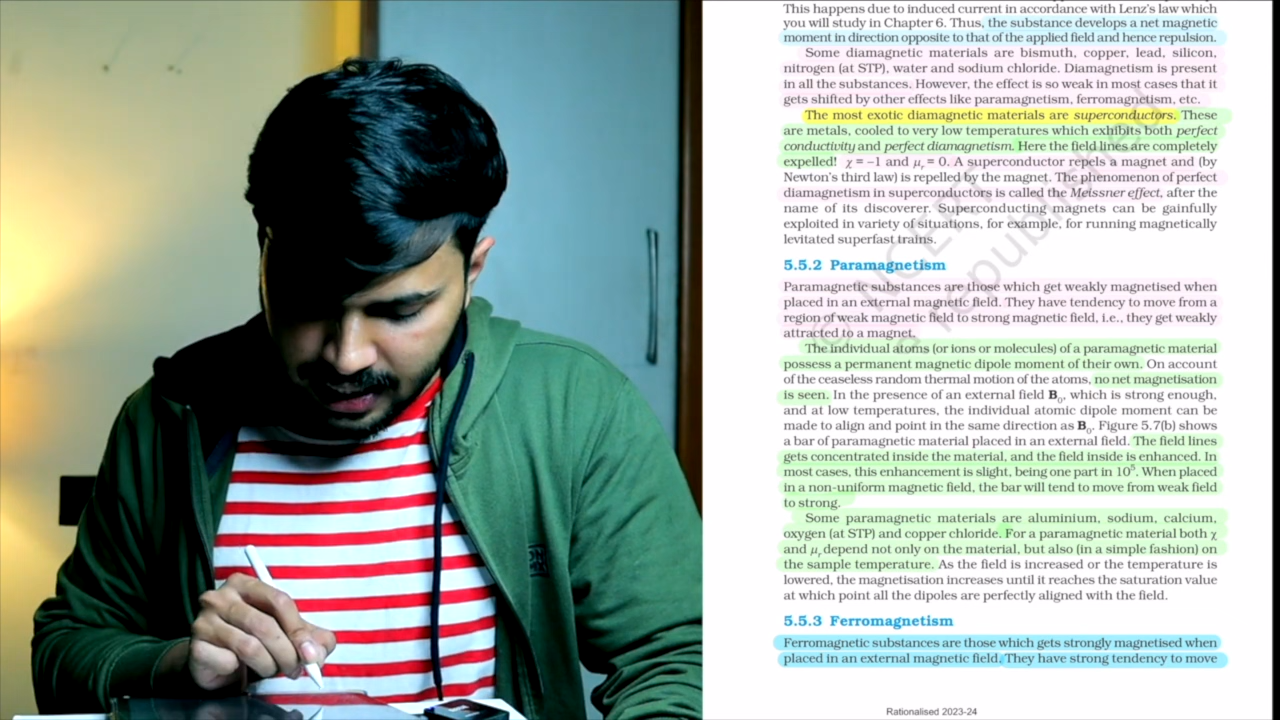 This happens due to induced current in accordance with Lenz's law which
you will study in Chapter 6. Thus, the substance develops a net magnetic
moment in direction opposite to that of the applied field and hence repulsion.
Some diamagnetic materials are bismuth, copper, lead, silicon,
nitrogen (at STP), water and sodium chloride. Diamagnetism is present
in all the substances. However, the effect is so weak in most cases that it
gets shifted by other effects like paramagnetism, ferromagnetism, etc.
The most exotic diamagnetic materials are superconductors. These
are metals, cooled to very low temperatures which exhibits both perfect
conductivity and perfect diamagnetism. Here the field lines are completely
expelled! χ = −1 and μr = 0. A superconductor repels a magnet and (by
Newton's third law) is repelled by the magnet. The phenomenon of perfect
diamagnetism in superconductors is called the Meissner effect, after the
name of its discoverer. Superconducting magnets can be gainfully
exploited in variety of situations, for example, for running magnetically
levitated superfast trains.
5.5.2 Paramagnetism
Paramagnetic substances are those which get weakly magnetised when
placed in an external magnetic field. They have tendency to move from a
region of weak magnetic field to strong magnetic field, i.e., they get weakly
attracted to a magnet.
The individual atoms (or ions or molecules) of a paramagnetic material
possess a permanent magnetic dipole moment of their own. On account
of the ceaseless random thermal motion of the atoms, no net magnetisation
is seen. In the presence of an external field B0, which is strong enough,
and at low temperatures, the individual atomic dipole moment can be
made to align and point in the same direction as B0. Figure 5.7(b) shows
a bar of paramagnetic material placed in an external field. The field lines
gets concentrated inside the material, and the field inside is enhanced. In
most cases, this enhancement is slight, being one part in 10⁵. When placed
in a non-uniform magnetic field, the bar will tend to move from weak field
to strong.
Some paramagnetic materials are aluminium, sodium, calcium,
oxygen (at STP) and copper chloride. For a paramagnetic material both χ
and μr depend not only on the material, but also (in a simple fashion) on
the sample temperature. As the field is increased or the temperature is
lowered, the magnetisation increases until it reaches the saturation value
at which point all the dipoles are perfectly aligned with the field.
5.5.3 Ferromagnetism
Ferromagnetic substances are those which gets strongly magnetised when
placed in an external magnetic field. They have strong tendency to move
Rationalised 2023-24
© NCERT
republished